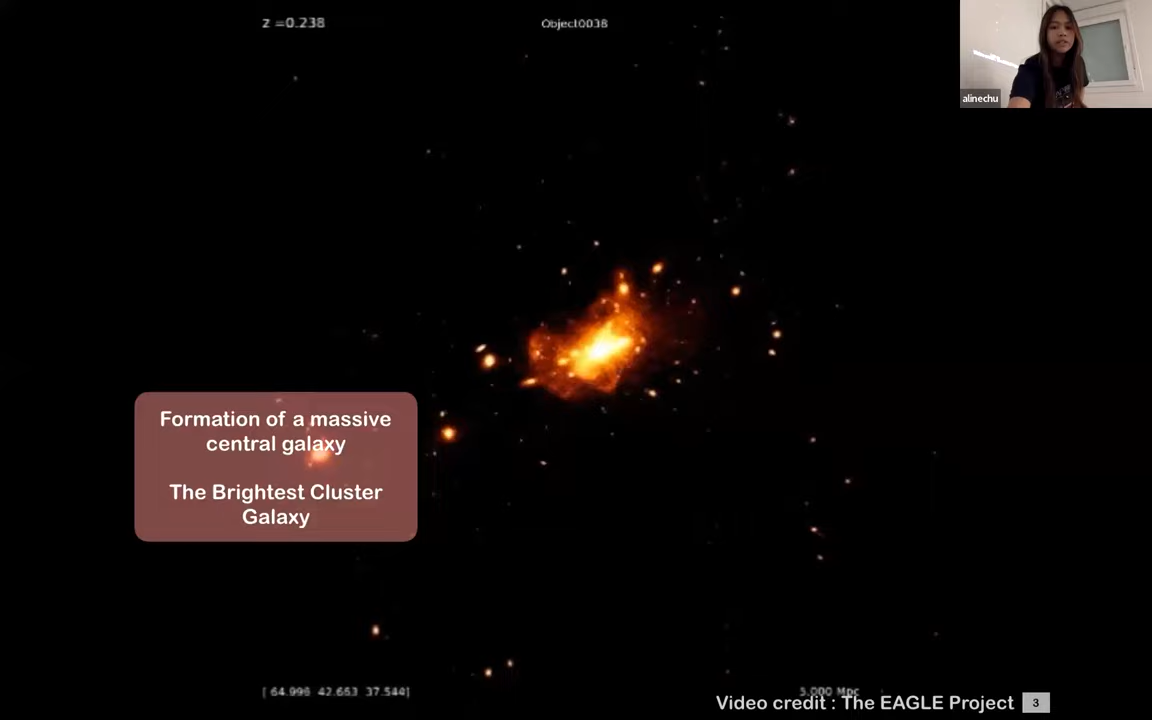 z =0.238
Object0038
alinechu
Formation of a massive
central galaxy
The Brightest Cluster
Galaxy
[ 64.998 42.663 37.544]
5.000 Mpc
Video credit : The EAGLE Project
3